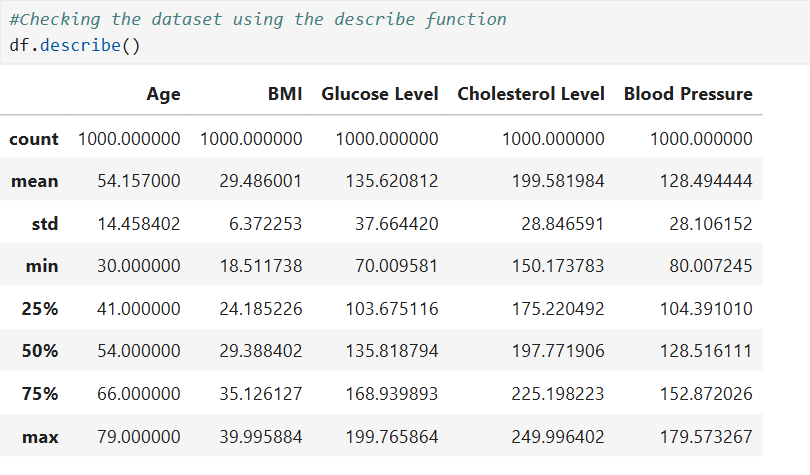 #Checking the dataset using the describe function
df.describe()
Age BMI Glucose Level Cholesterol Level Blood Pressure
count 1000.000000 1000.000000 1000.000000 1000.000000 1000.000000
mean 54.157000 29.486001 135.620812 199.581984 128.494444
std 14.458402 6.372253 37.664420 28.846591 28.106152
min 30.000000 18.511738 70.009581 150.173783 80.007245
25% 41.000000 24.185226 103.675116 175.220492 104.391010
50% 54.000000 29.388402 135.818794 197.771906 128.516111
75% 66.000000 35.126127 168.939893 225.198223 152.872026
max 79.000000 39.995884 199.765864 249.996402 179.573267